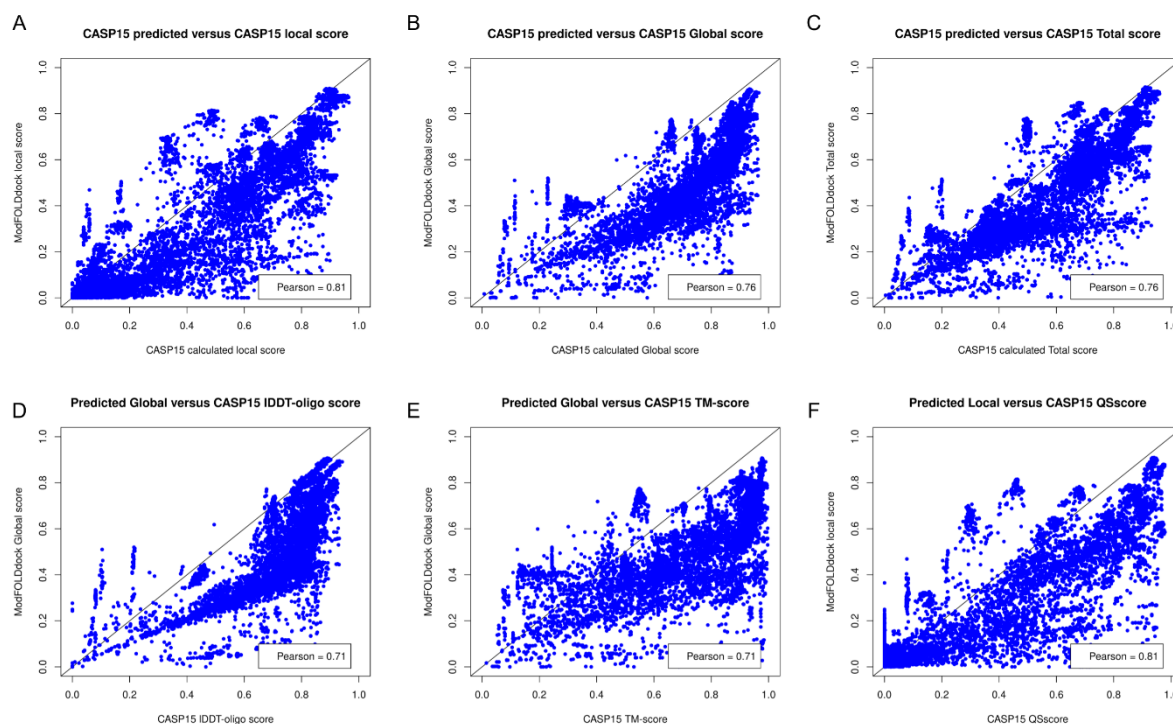 A
CASP15 predicted versus CASP15 local score
ModFOLDdock local score
0.0 0.2 0.4 0.6 0.8 1.0
0.0 0.2 0.4 0.6 0.8 1.0
Pearson = 0.81
CASP15 calculated local score
B
CASP15 predicted versus CASP15 Global score
ModFOLDdock Global score
0.0 0.2 0.4 0.6 0.8 1.0
0.0 0.2 0.4 0.6 0.8 1.0
Pearson = 0.76
CASP15 calculated Global score
C
CASP15 predicted versus CASP15 Total score
ModFOLDdock Total score
0.0 0.2 0.4 0.6 0.8 1.0
0.0 0.2 0.4 0.6 0.8 1.0
Pearson = 0.76
CASP15 calculated Total score
D
Predicted Global versus CASP15 lDDT-oligo score
ModFOLDdock Global score
0.0 0.2 0.4 0.6 0.8 1.0
0.0 0.2 0.4 0.6 0.8 1.0
Pearson = 0.71
CASP15 lDDT-oligo score
E
Predicted Global versus CASP15 TM-score
ModFOLDdock Global score
0.0 0.2 0.4 0.6 0.8 1.0
0.0 0.2 0.4 0.6 0.8 1.0
Pearson = 0.71
CASP15 TM-score
F
Predicted Local versus CASP15 QSscore
ModFOLDdock local score
0.0 0.2 0.4 0.6 0.8 1.0
0.0 0.2 0.4 0.6 0.8 1.0
Pearson = 0.81
CASP15 QSscore